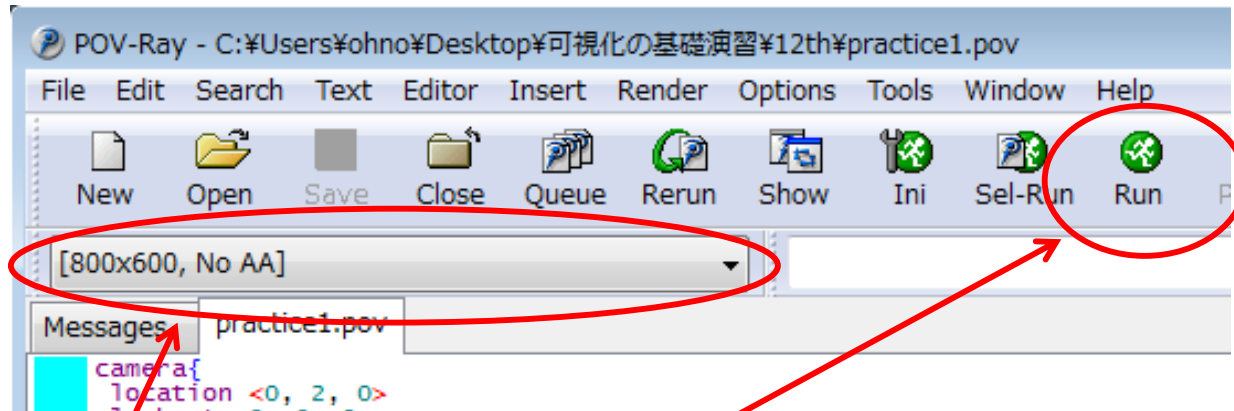 POV-Ray - C:¥Users¥ohno¥Desktop¥可視化の基礎演習¥12th¥practice1.pov
File Edit Search Text Editor Insert Render Options Tools Window Help
New Open Save Close Queue Rerun Show Ini Sel-Run Run
[800x600, No AA]
Messages practice1.pov
camera{
location <0, 2, 0>